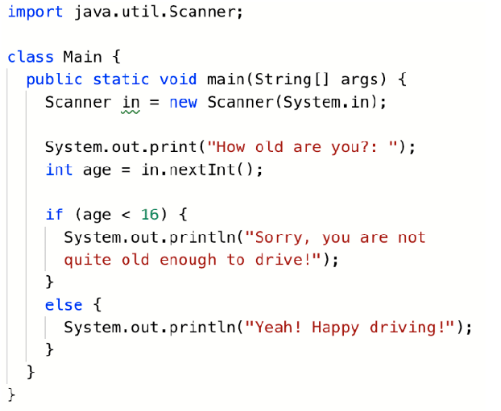 import java.util.Scanner;

class Main {
  public static void main(String[] args) {
    Scanner in = new Scanner(System.in);

    System.out.print("How old are you?: ");
    int age = in.nextInt();

    if (age < 16) {
      System.out.println("Sorry, you are not
      quite old enough to drive!");
    }
    else {
      System.out.println("Yeah! Happy driving!");
    }
  }
}